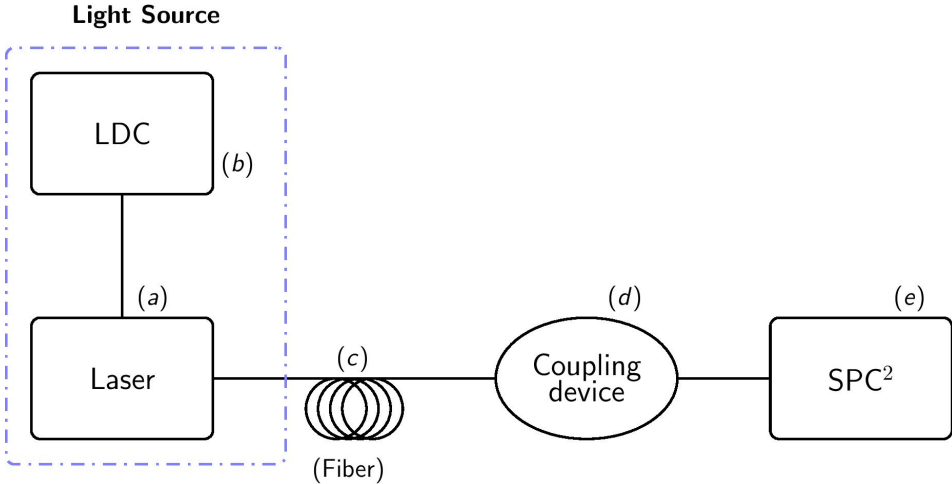 Light Source
LDC
(b)
(a)
Laser
(c)
(Fiber)
(d)
Coupling
device
(e)
SPC²